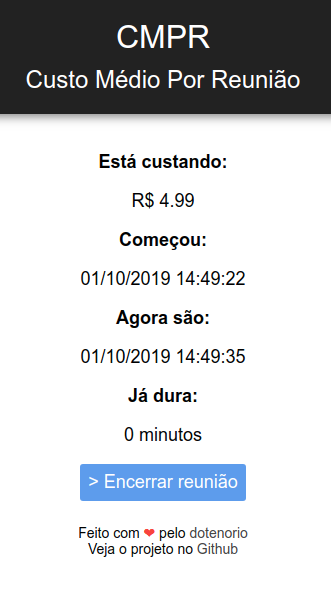 CMPR
Custo Médio Por Reunião
Está custando:
R$ 4.99
Começou:
01/10/2019 14:49:22
Agora são:
01/10/2019 14:49:35
Já dura:
0 minutos
> Encerrar reunião
Feito com ❤ pelo dotenorio
Veja o projeto no Github